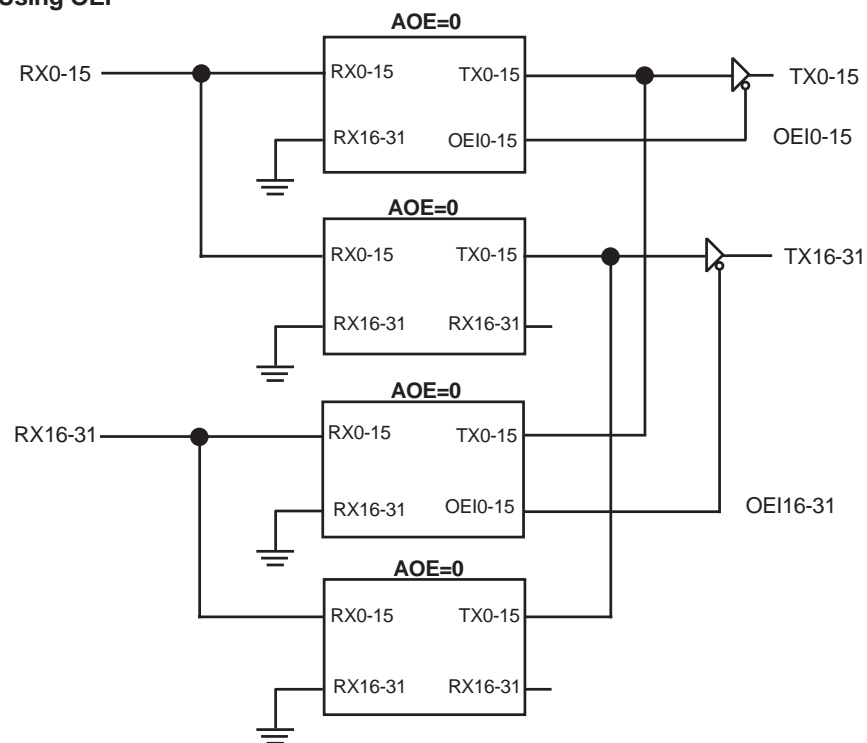 Using OEI
AOE=0
RX0-15
RX0-15
TX0-15
TX0-15
RX16-31
OEI0-15
OEI0-15
AOE=0
RX0-15
TX0-15
TX16-31
RX16-31
RX16-31
AOE=0
RX16-31
RX0-15
TX0-15
RX16-31
OEI0-15
OEI16-31
AOE=0
RX0-15
TX0-15
RX16-31
RX16-31